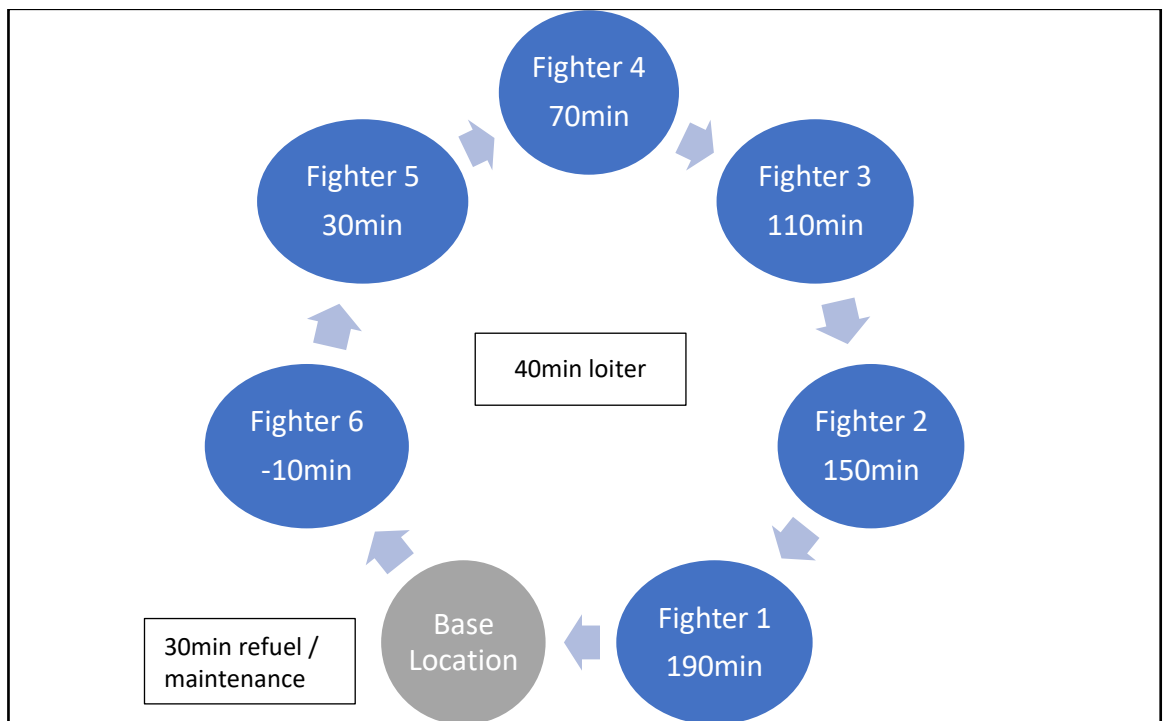 Fighter 4
70min
Fighter 5
30min
Fighter 3
110min
40min loiter
Fighter 6
-10min
Fighter 2
150min
30min refuel /
maintenance
Base
Location
Fighter 1
190min